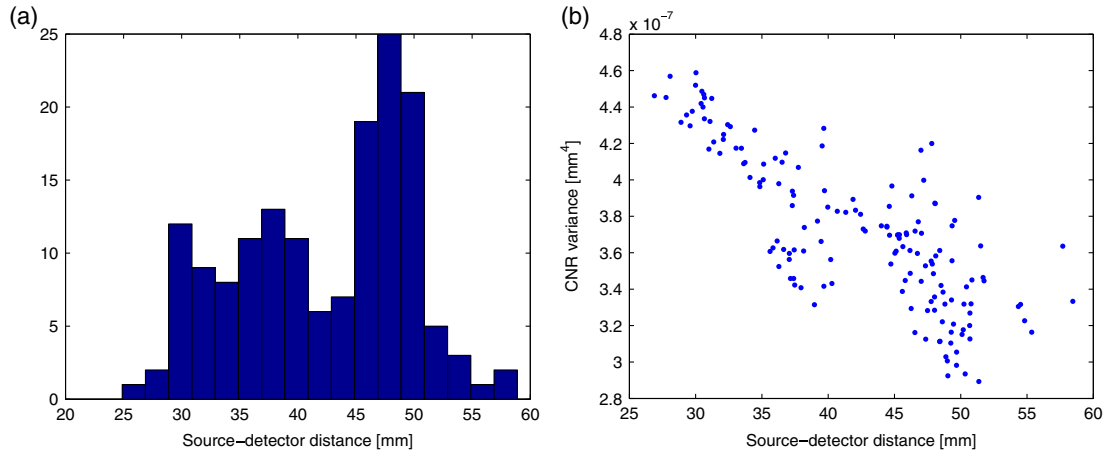 (a)
25
20
15
10
5
0
20 25 30 35 40 45 50 55 60
Source−detector distance [mm]
(b)
x 10⁻⁷
4.8
4.6
4.4
4.2
4
3.8
3.6
3.4
3.2
3
2.8
CNR variance [mm⁴]
25 30 35 40 45 50 55 60
Source−detector distance [mm]